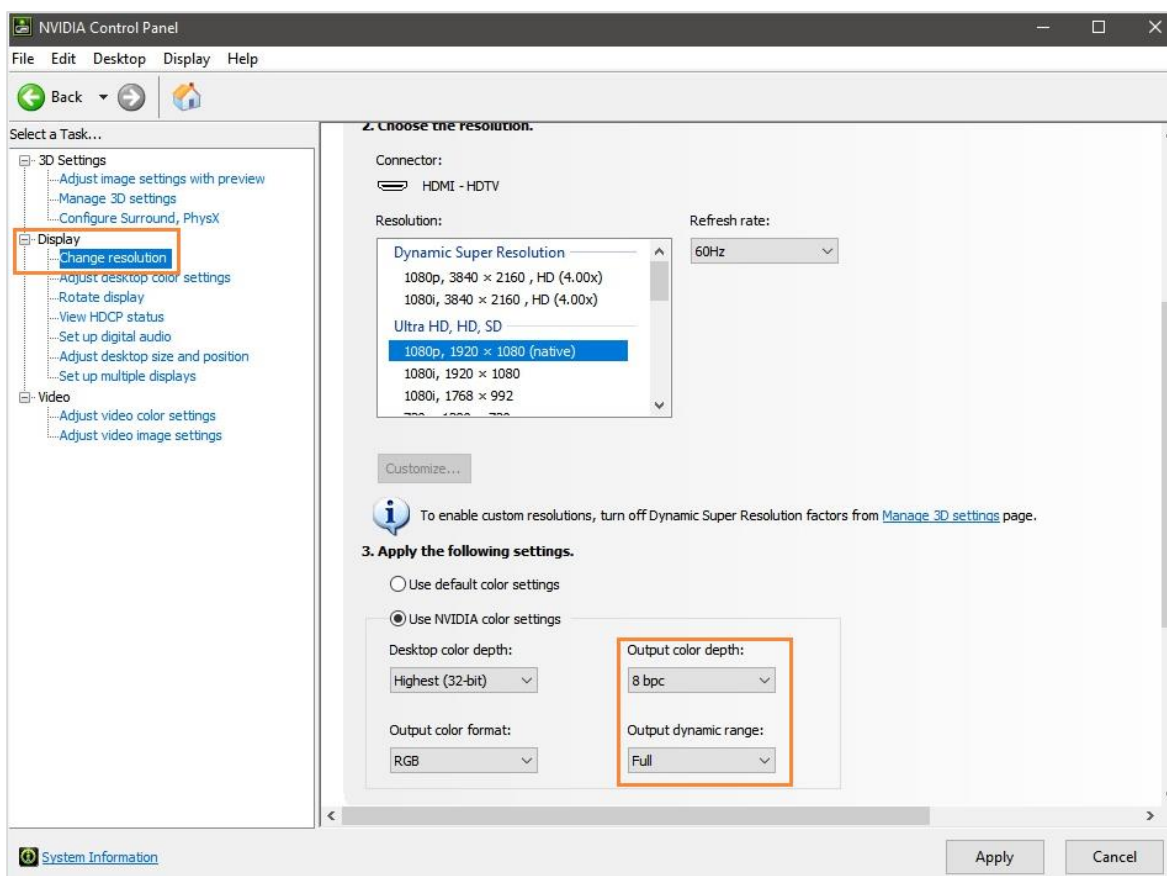 NVIDIA Control Panel
File Edit Desktop Display Help
Back
Select a Task...
3D Settings
Adjust image settings with preview
Manage 3D settings
Configure Surround, PhysX
Display
Change resolution
Adjust desktop color settings
Rotate display
View HDCP status
Set up digital audio
Adjust desktop size and position
Set up multiple displays
Video
Adjust video color settings
Adjust video image settings
2. Choose the resolution.
Connector:
HDMI - HDTV
Resolution:
Refresh rate:
60Hz
Dynamic Super Resolution
1080p, 3840 × 2160 , HD (4.00x)
1080i, 3840 × 2160 , HD (4.00x)
Ultra HD, HD, SD
1080p, 1920 × 1080 (native)
1080i, 1920 × 1080
1080i, 1768 × 992
Customize...
To enable custom resolutions, turn off Dynamic Super Resolution factors from Manage 3D settings page.
3. Apply the following settings.
Use default color settings
Use NVIDIA color settings
Desktop color depth:
Highest (32-bit)
Output color depth:
8 bpc
Output color format:
RGB
Output dynamic range:
Full
System Information
Apply
Cancel